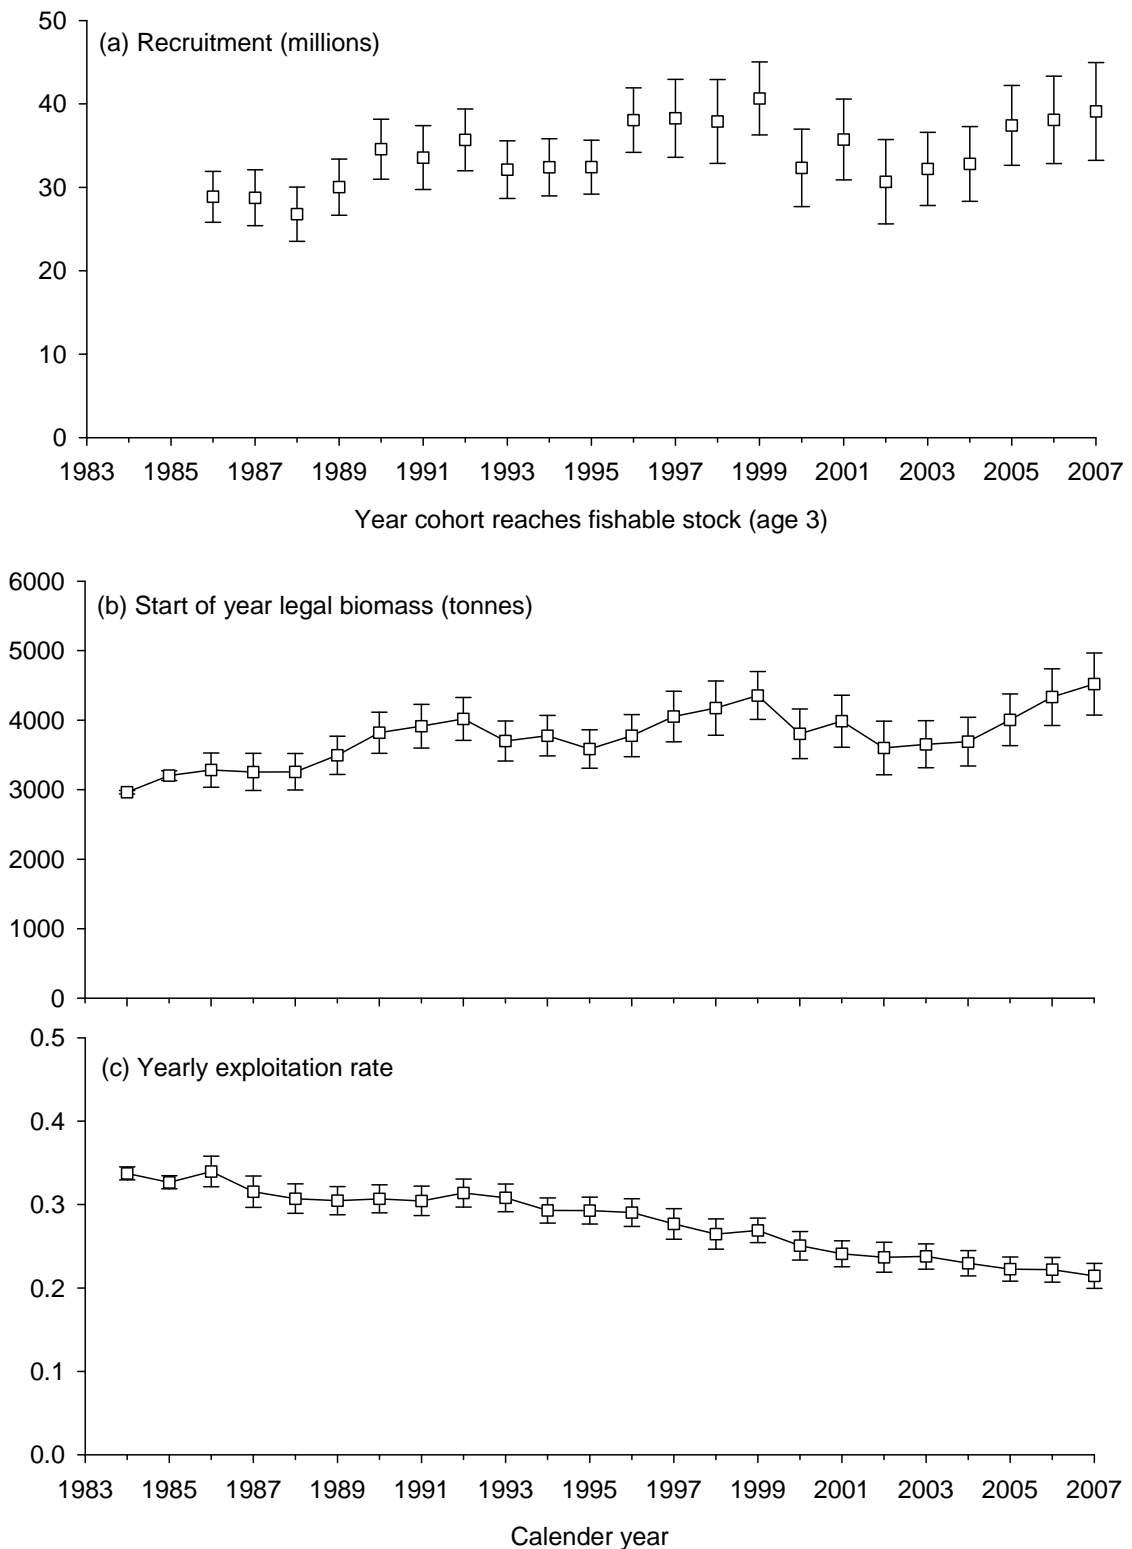 50
(a) Recruitment (millions)
40
30
20
10
0
1983 1985 1987 1989 1991 1993 1995 1997 1999 2001 2003 2005 2007
Year cohort reaches fishable stock (age 3)
6000
(b) Start of year legal biomass (tonnes)
5000
4000
3000
2000
1000
0
0.5
(c) Yearly exploitation rate
0.4
0.3
0.2
0.1
0.0
1983 1985 1987 1989 1991 1993 1995 1997 1999 2001 2003 2005 2007
Calender year